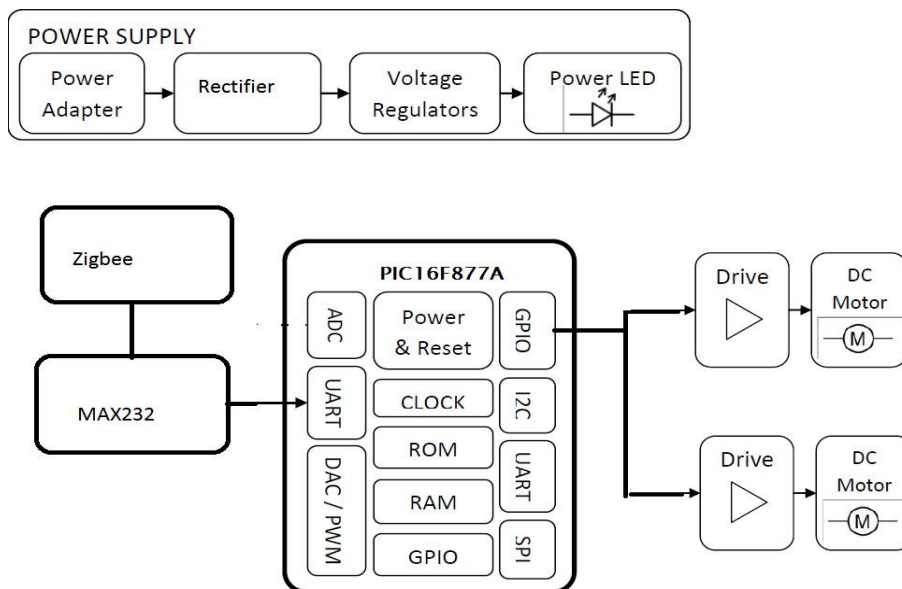 POWER SUPPLY
Power
Adapter
Rectifier
Voltage
Regulators
Power LED
Zigbee
MAX232
PIC16F877A
ADC
UART
DAC / PWM
Power
& Reset
CLOCK
ROM
RAM
GPIO
GPIO
I2C
UART
SPI
Drive
DC
Motor
M
Drive
DC
Motor
M